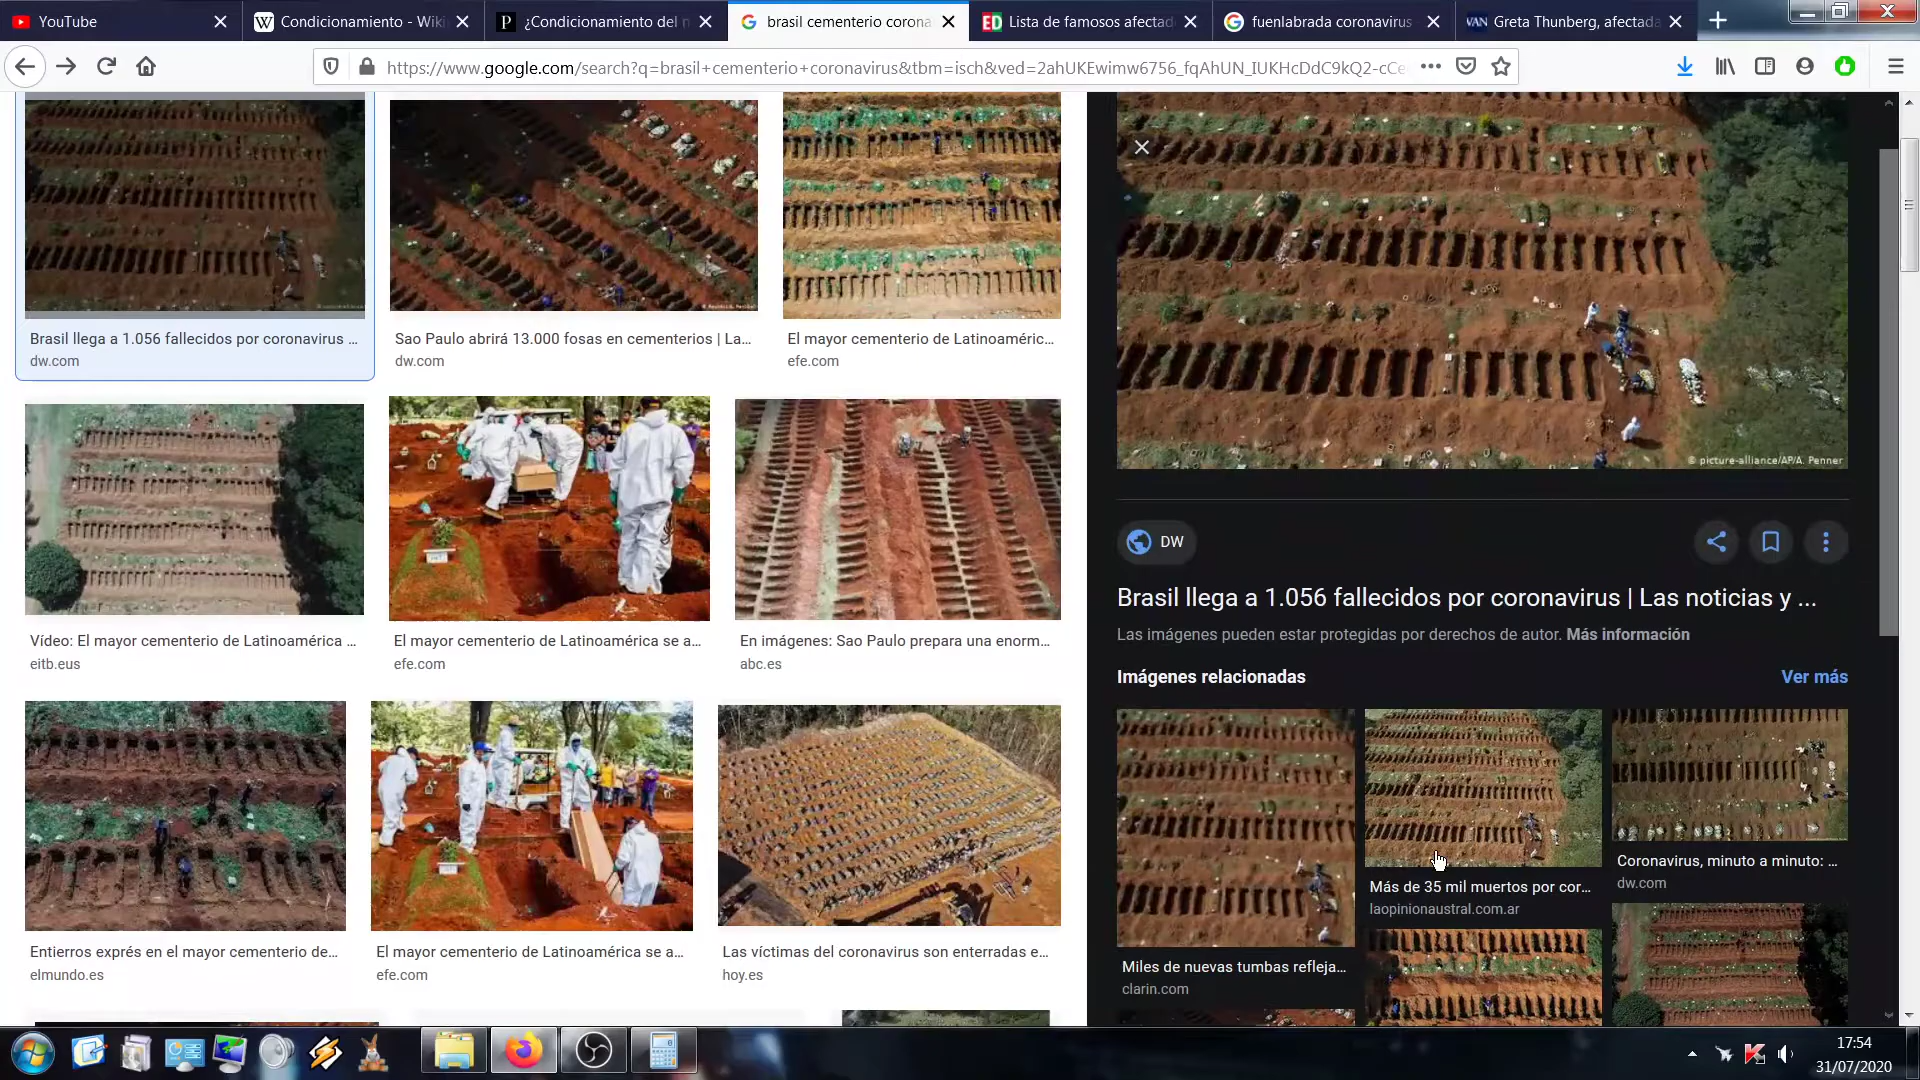 YouTube
Condicionamiento - Wiki
¿Condicionamiento del n
brasil cementerio corona
Lista de famosos afectad
fuenlabrada coronavirus
Greta Thunberg, afectada
https://www.google.com/search?q=brasil+cementerio+coronavirus&tbm=isch&ved=2ahUKEwimw6756_fqAhUN_IUKHcDdC9kQ2-cCe
Brasil llega a 1.056 fallecidos por coronavirus ...
dw.com
Sao Paulo abrirá 13.000 fosas en cementerios | La...
dw.com
El mayor cementerio de Latinoaméric...
efe.com
Vídeo: El mayor cementerio de Latinoamérica ...
eitb.eus
El mayor cementerio de Latinoamérica se a...
efe.com
En imágenes: Sao Paulo prepara una enorm...
abc.es
Entierros exprés en el mayor cementerio de...
elmundo.es
El mayor cementerio de Latinoamérica se a...
efe.com
Las víctimas del coronavirus son enterradas e...
hoy.es
© picture-alliance/AP/A. Penner
DW
Brasil llega a 1.056 fallecidos por coronavirus | Las noticias y ...
Las imágenes pueden estar protegidas por derechos de autor. Más información
Imágenes relacionadas
Ver más
Miles de nuevas tumbas refleja...
clarin.com
Más de 35 mil muertos por cor...
laopinionaustral.com.ar
Coronavirus, minuto a minuto: ...
dw.com
17:54
31/07/2020